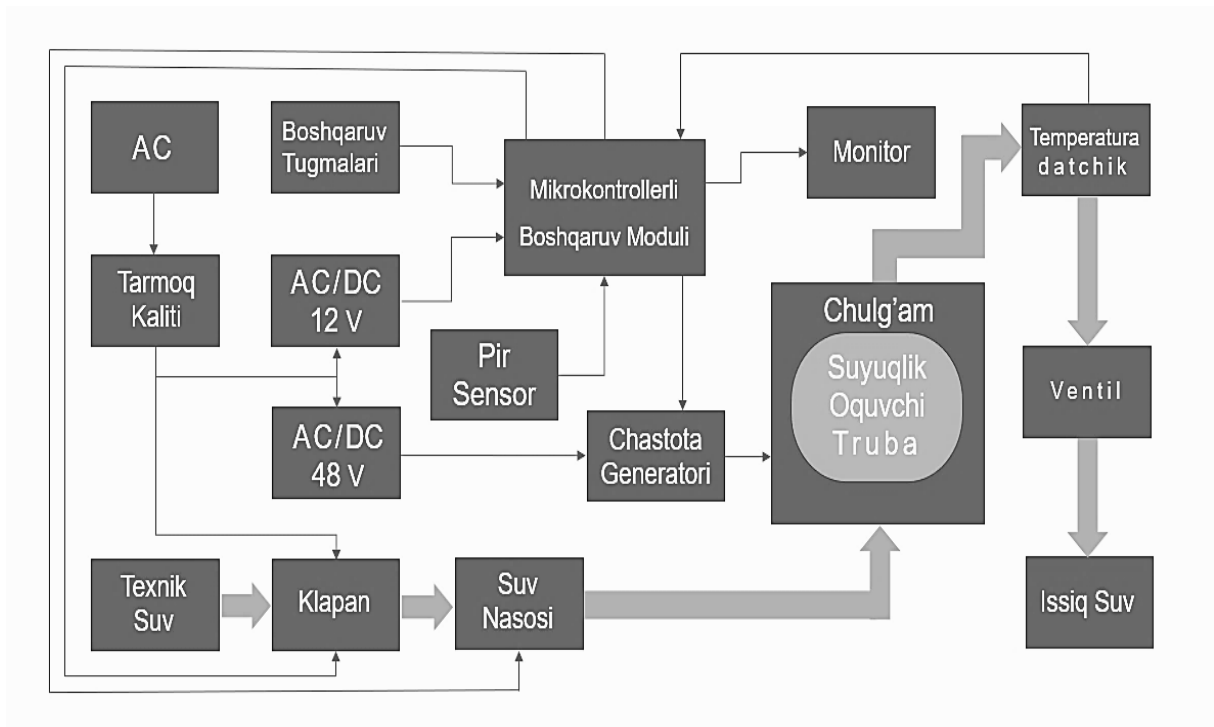 AC
Boshqaruv
Tugmalari
Mikrokontrollerli
Boshqaruv Moduli
Monitor
Temperatura
datchik
Tarmoq
Kaliti
AC/DC
12 V
Pir
Sensor
Chulg'am
Suyuqlik
Oquvchi
Truba
Ventil
AC/DC
48 V
Chastota
Generatori
Texnik
Suv
Klapan
Suv
Nasosi
Issiq Suv